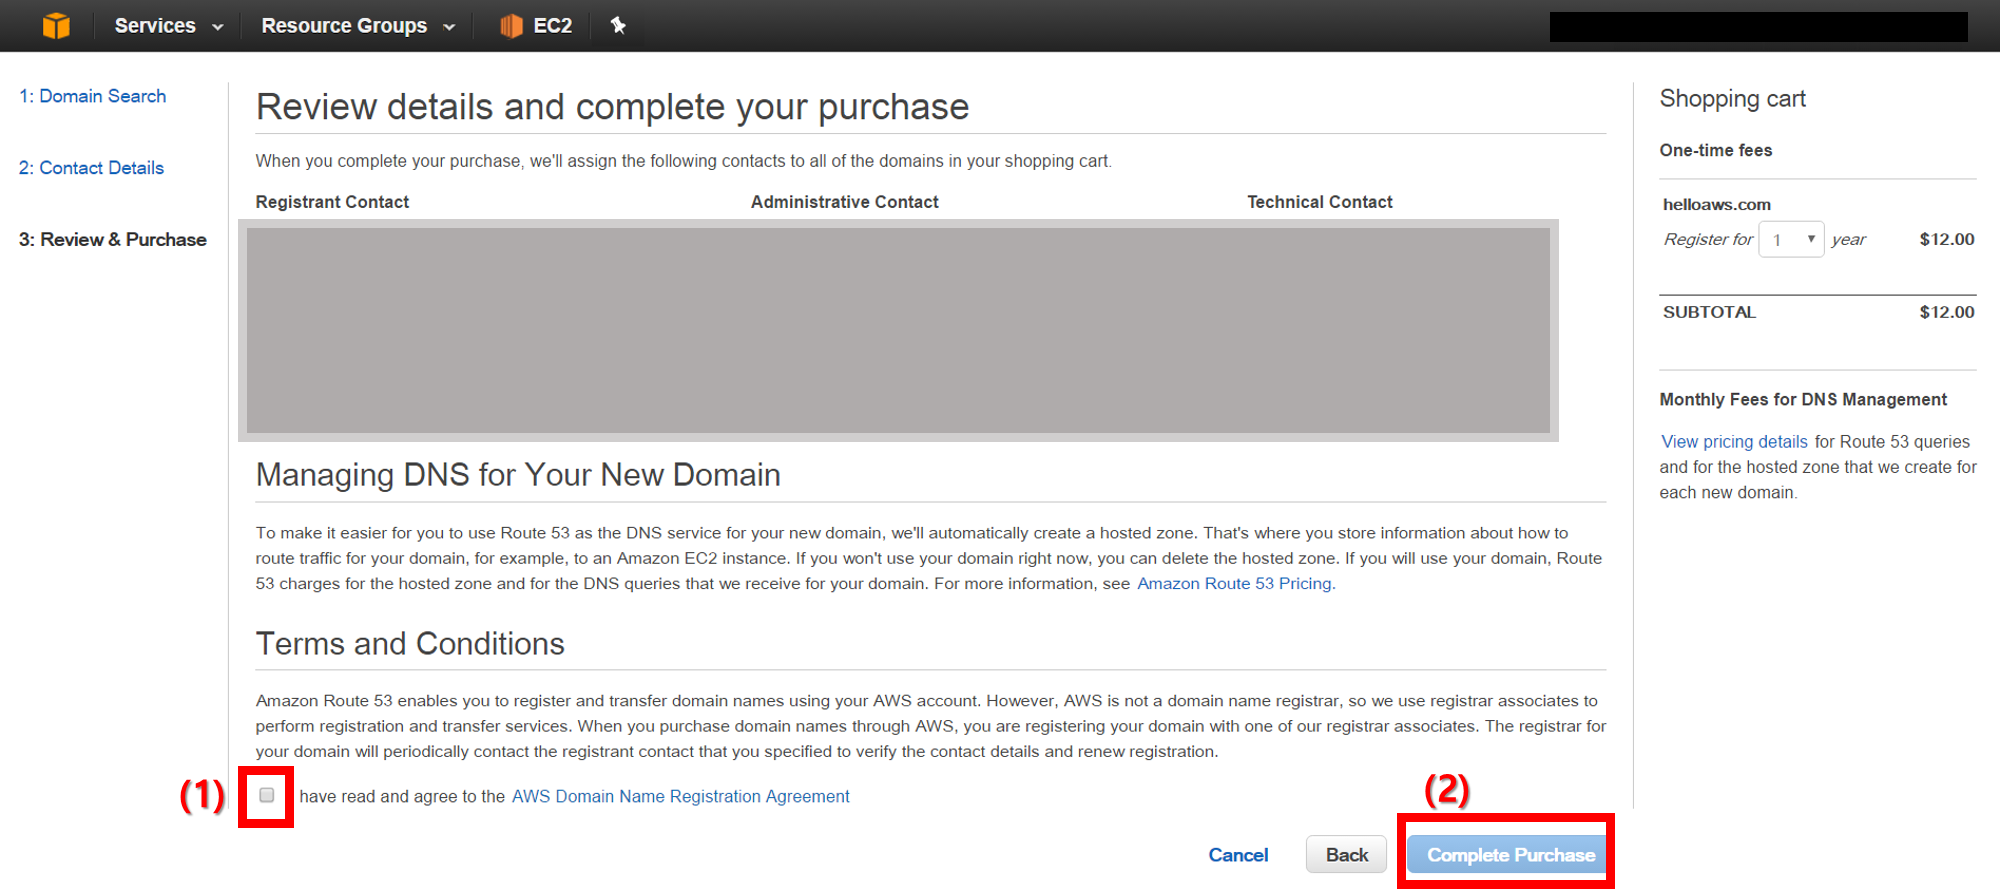 Services
Resource Groups
EC2
1: Domain Search
2: Contact Details
3: Review & Purchase
Review details and complete your purchase
When you complete your purchase, we'll assign the following contacts to all of the domains in your shopping cart.
Registrant Contact
Administrative Contact
Technical Contact
Managing DNS for Your New Domain
To make it easier for you to use Route 53 as the DNS service for your new domain, we'll automatically create a hosted zone. That's where you store information about how to
route traffic for your domain, for example, to an Amazon EC2 instance. If you won't use your domain right now, you can delete the hosted zone. If you will use your domain, Route
53 charges for the hosted zone and for the DNS queries that we receive for your domain. For more information, see Amazon Route 53 Pricing.
Terms and Conditions
Amazon Route 53 enables you to register and transfer domain names using your AWS account. However, AWS is not a domain name registrar, so we use registrar associates to
perform registration and transfer services. When you purchase domain names through AWS, you are registering your domain with one of our registrar associates. The registrar for
your domain will periodically contact the registrant contact that you specified to verify the contact details and renew registration.
(1)
have read and agree to the AWS Domain Name Registration Agreement
(2)
Cancel
Back
Complete Purchase
Shopping cart
One-time fees
helloaws.com
Register for 1 year $12.00
SUBTOTAL $12.00
Monthly Fees for DNS Management
View pricing details for Route 53 queries
and for the hosted zone that we create for
each new domain.